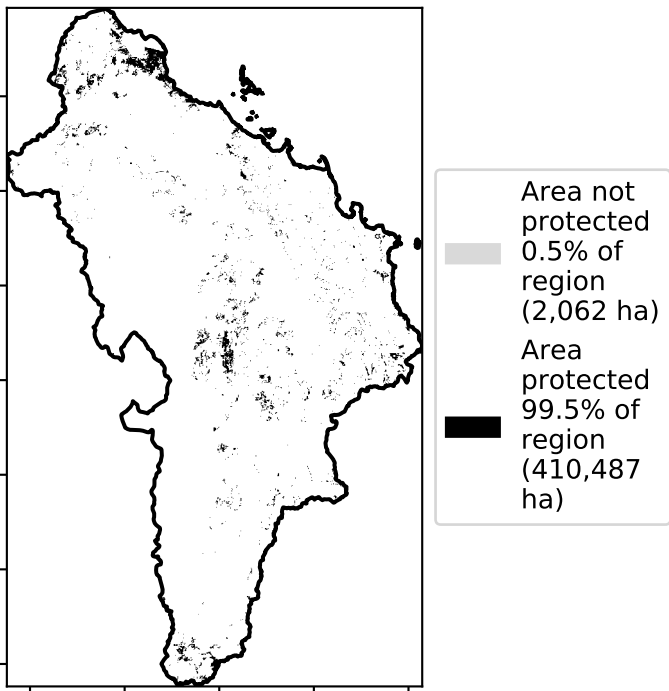 Area not
protected
0.5% of
region
(2,062 ha)
Area
protected
99.5% of
region
(410,487
ha)